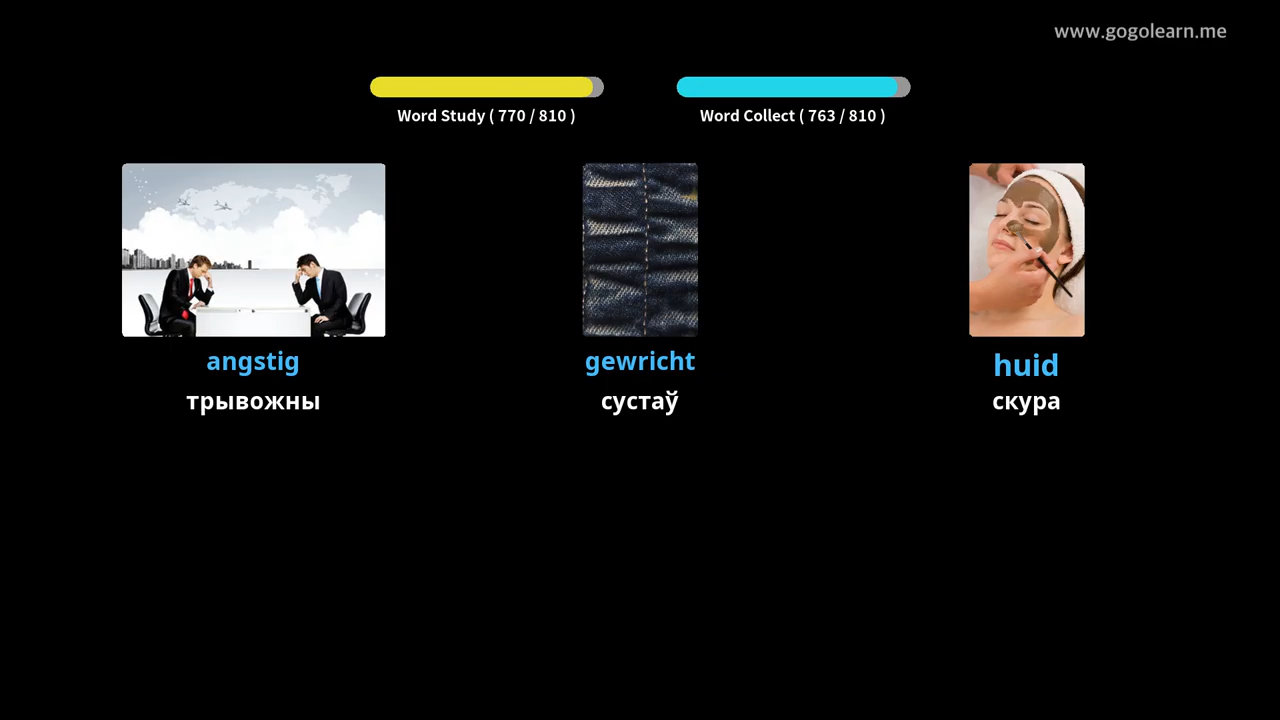 www.gogolearn.me
Word Study ( 770 / 810 )
Word Collect ( 763 / 810 )
angstig
gewricht
huid
трывожны
сустаў
скура